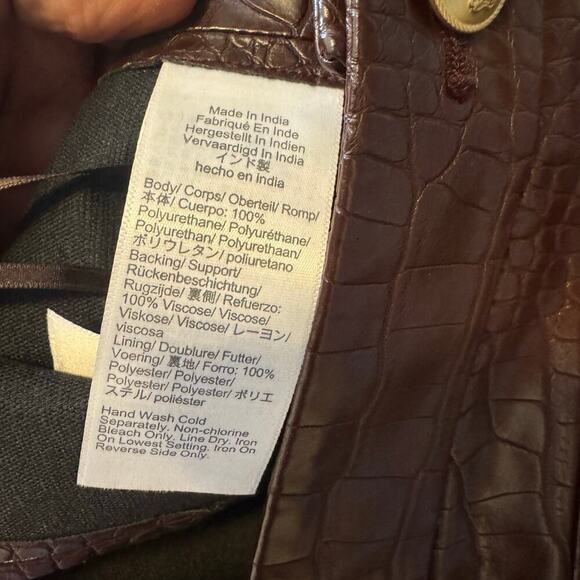 Made In India
Fabriqué En Inde
Hergestellt In Indien
Vervaardigd In India
インド製
hecho en india
Body/ Corps/ Oberteil/ Romp/
本体/ Cuerpo: 100%
Polyurethane/ Polyuréthane/
Polyurethan/ Polyurethaan/
ポリウレタン/ poliuretano
Backing/ Support/
Rückenbeschichtung/
Rugzijde/ 裏側/ Refuerzo:
100% Viscose/ Viscose/
Viskose/ Viscose/ レーヨン/
viscosa
Lining/ Doublure/ Futter/
Voering/ 裏地/ Forro: 100%
Polyester/ Polyester/
Polyester/ Polyester/ ポリエ
ステル/ poliéster
Hand Wash Cold
Separately. Non-chlorine
Bleach Only. Line Dry. Iron
On Lowest Setting. Iron On
Reverse Side Only.